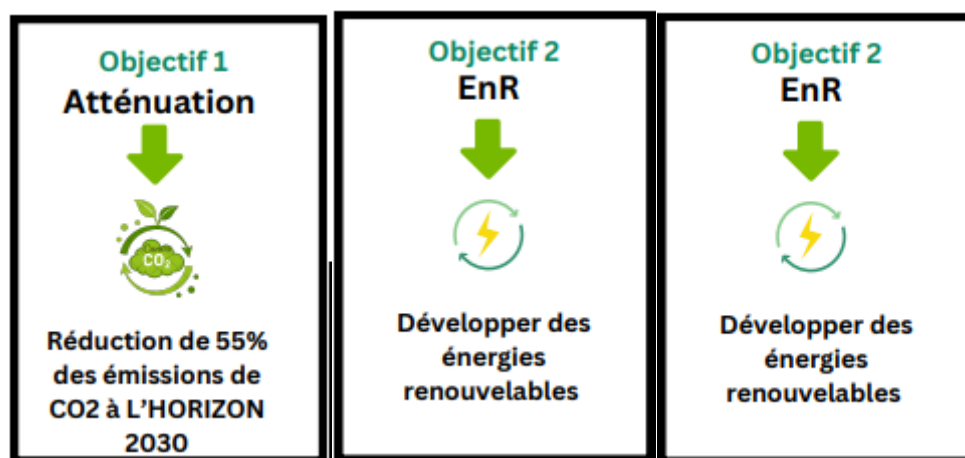 Objectif 1
Atténuation
CO₂
Réduction de 55%
des émissions de
CO2 à L'HORIZON
2030
Objectif 2
EnR
Développer des
énergies
renouvelables
Objectif 2
EnR
Développer des
énergies
renouvelables